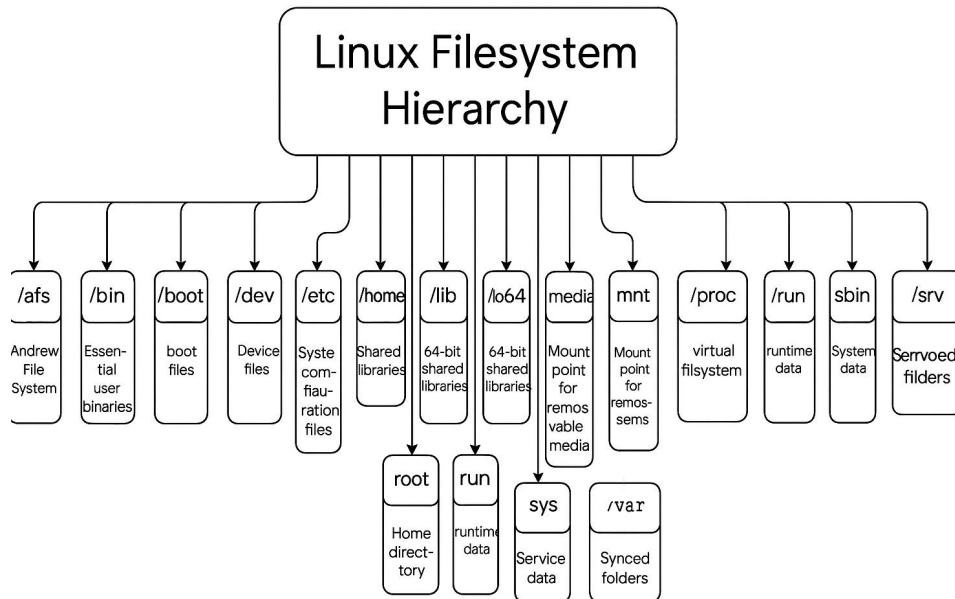 Linux Filesystem
Hierarchy
/afs
Andrew
File
System
/bin
Essen-
tial
user
binaries
/boot
boot
files
/dev
Device
files
/etc
Syste
com-
fiau-
ration
files
/home
Shared
libraries
/lib
64-bit
shared
libraries
/lo64
64-bit
shared
libraries
media
Mount
point
for
remos
vable
media
mnt
Mount
point
for
remos-
sems
/proc
virtual
filsystem
/run
runtime
data
sbin
System
data
/srv
Serrvoed
filders
root
Home
direct-
tory
run
runtime
data
sys
Service
data
/var
Synced
folders